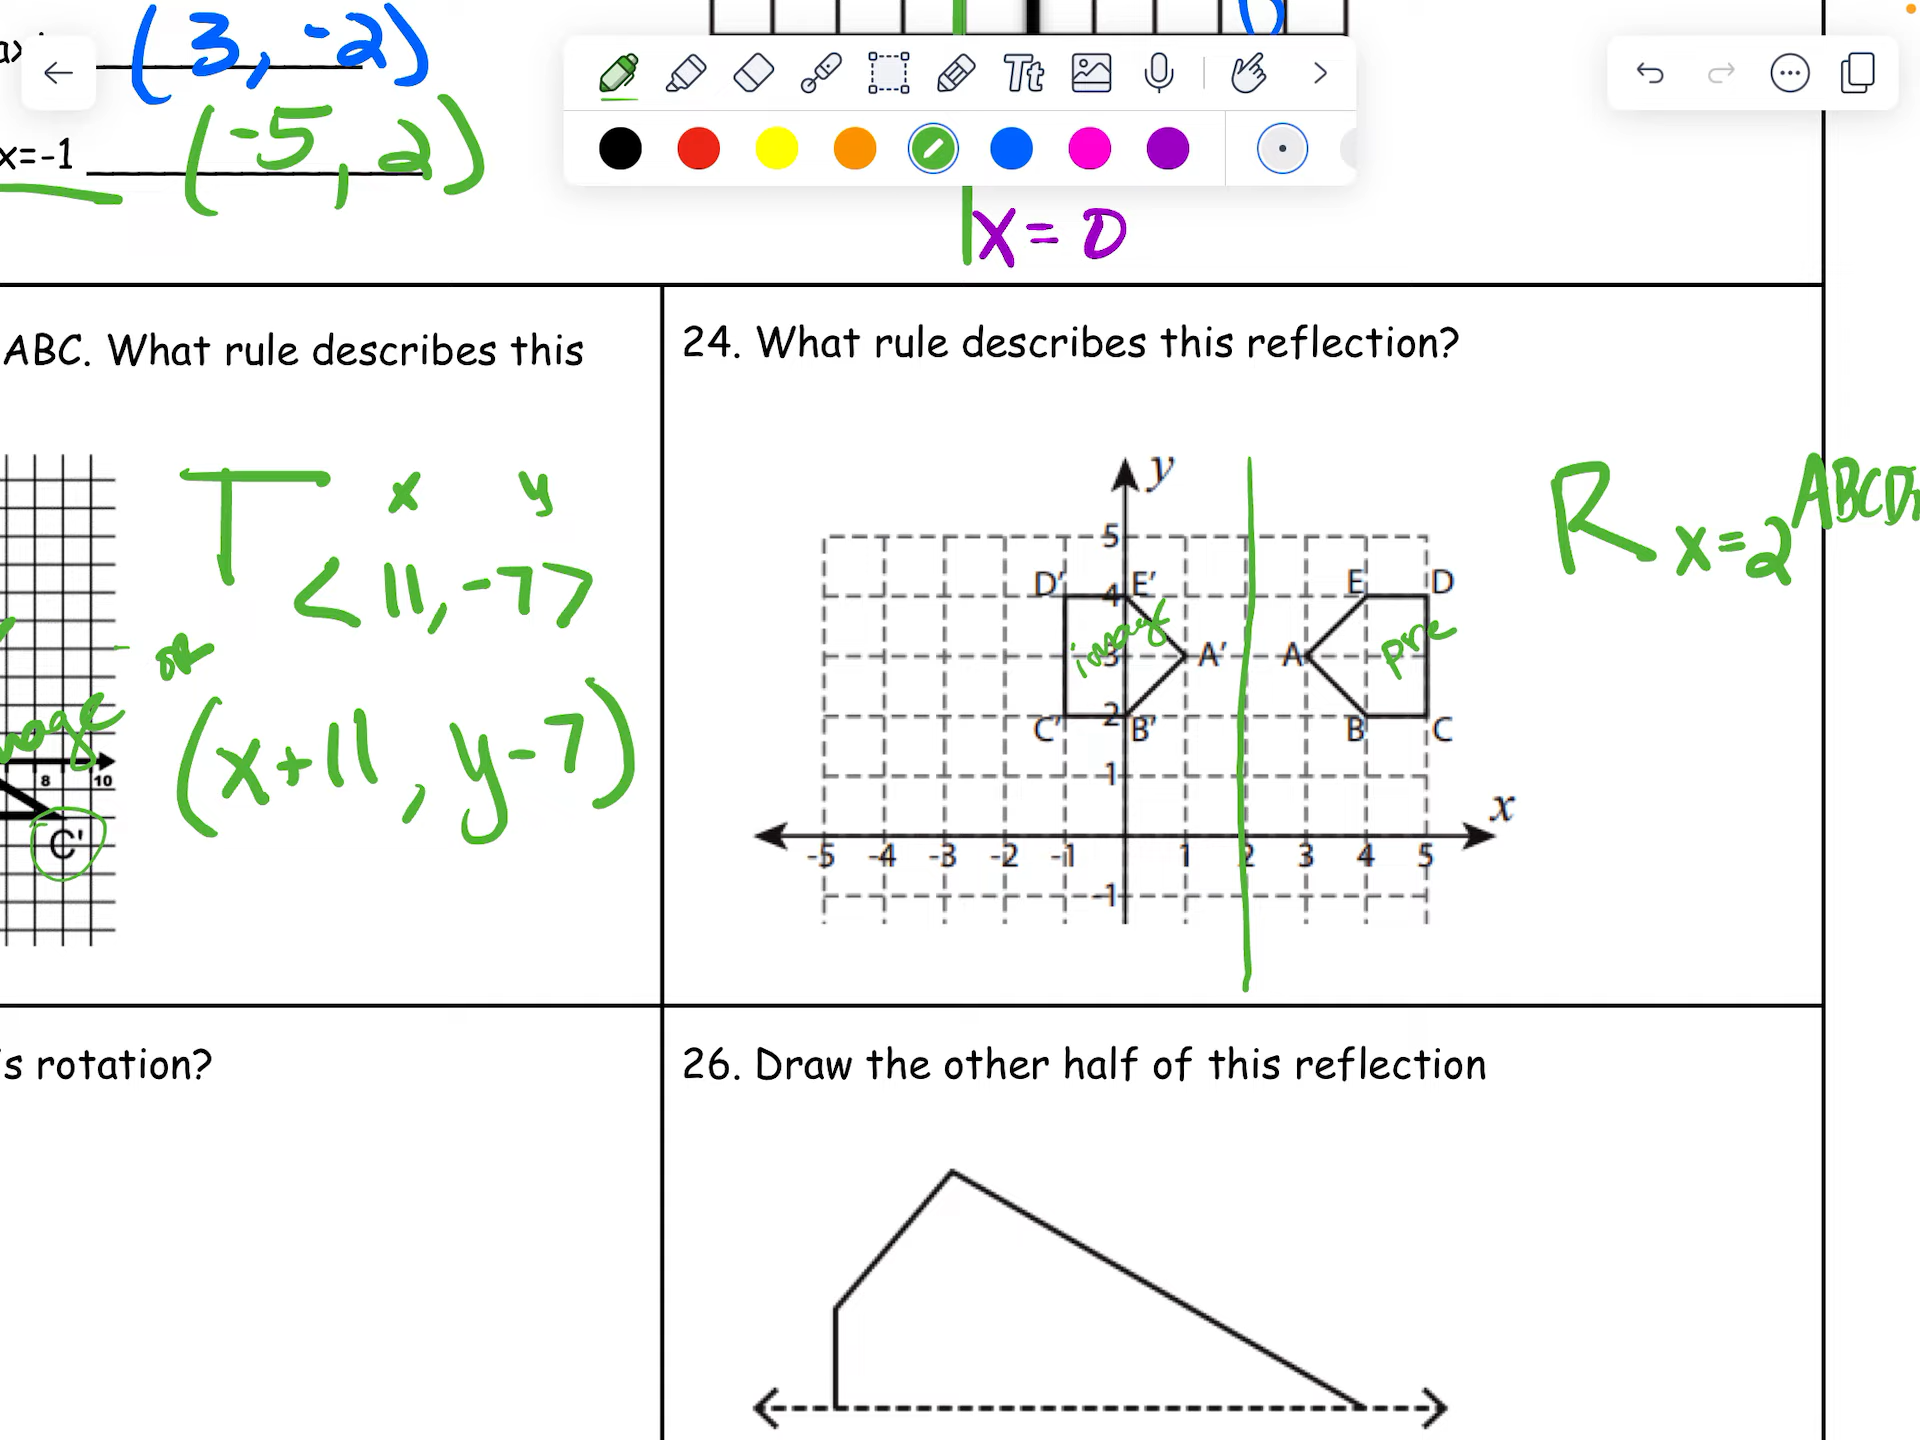 (3, -2)
x=-1 (-5, 2)
Tt
x = 0
ABC. What rule describes this
24. What rule describes this reflection?
T x y
<11, -7>
or
(x+11, y-7)
8 10
C'
R x=2 ABCD
y
5
D' 4 E' E D
image pre
3 A' A
C' 2 B' B C
1
x
-5 -4 -3 -2 -1 1 2 3 4 5
-1
s rotation?
26. Draw the other half of this reflection